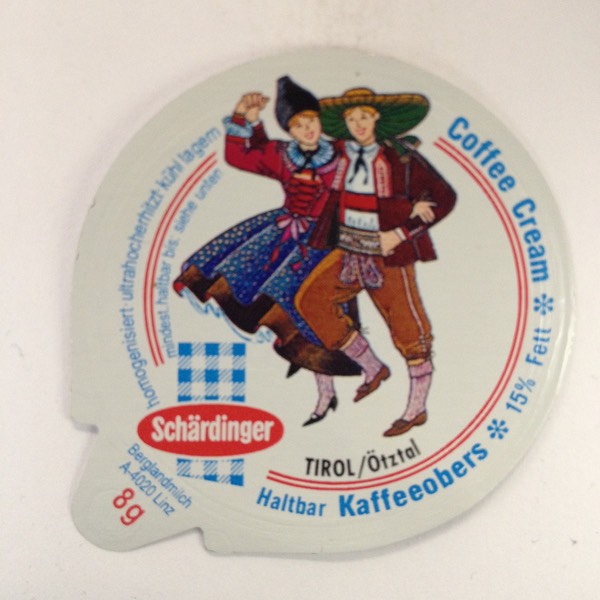 homogenisiert · ultrahocherhitzt · kühl lagern
mindest. haltbar bis: siehe unten
Coffee Cream ✻ 15% Fett ✻
Haltbar Kaffeeobers
TIROL/Ötztal
Schärdinger
Berglandmilch
A-4020 Linz
8g